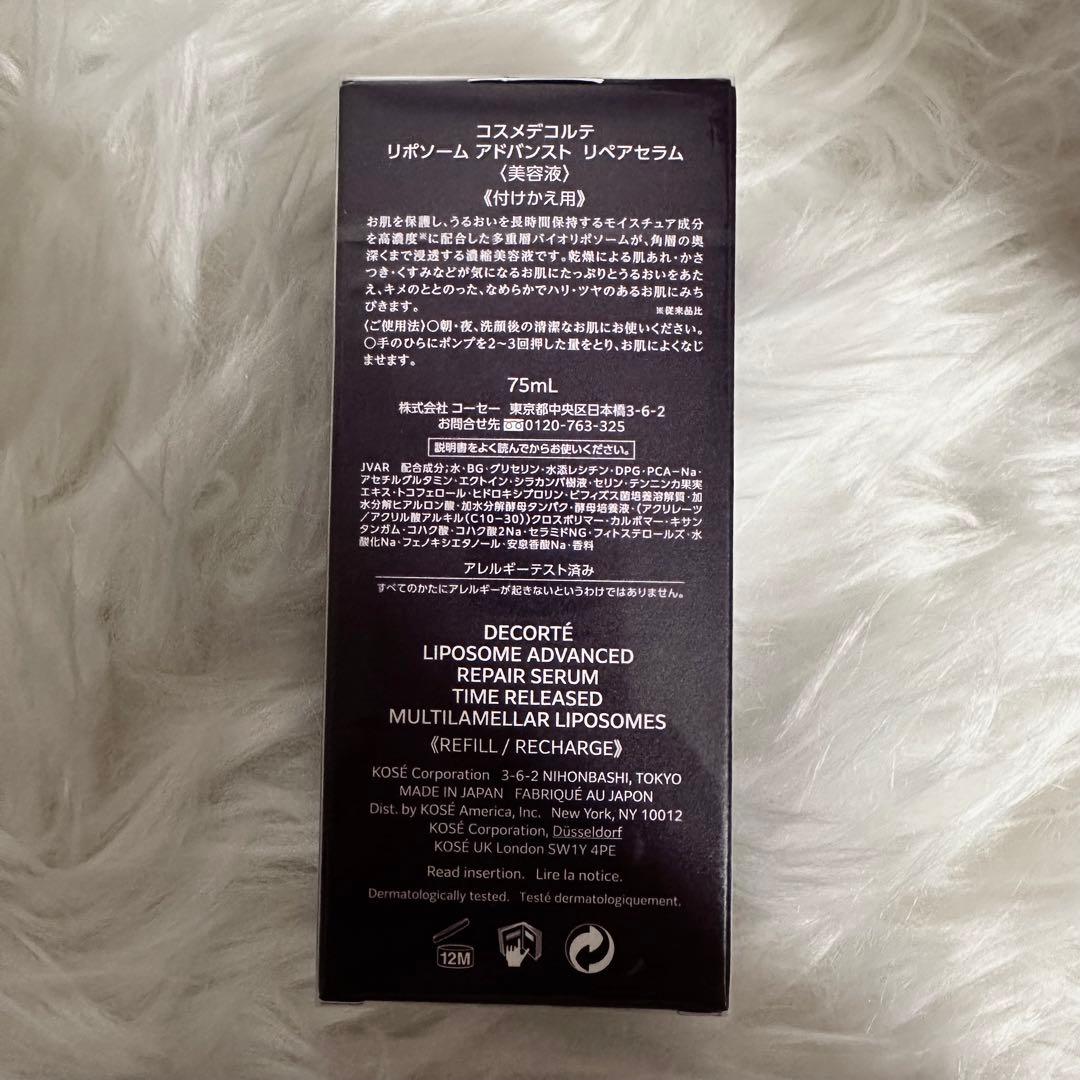 コスメデコルテ
リポソーム アドバンスト リペアセラム
〈美容液〉
《付けかえ用》
お肌を保護し、うるおいを長時間保持するモイスチュア成分
を高濃度※に配合した多重層バイオリポソームが、角層の奥
深くまで浸透する濃縮美容液です。乾燥による肌あれ・かさ
つき・くすみなどが気になるお肌にたっぷりとうるおいをあた
え、キメのととのった、なめらかでハリ・ツヤのあるお肌にみち
びきます。 ※従来品比
〈ご使用法〉○朝・夜、洗顔後の清潔なお肌にお使いください。
○手のひらにポンプを2〜3回押した量をとり、お肌によくなじ
ませます。
75mL
株式会社 コーセー 東京都中央区日本橋3-6-2
お問合せ先 0120-763-325
説明書をよく読んでからお使いください。
JVAR 配合成分;水・BG・グリセリン・水添レシチン・DPG・PCA-Na・
アセチルグルタミン・エクトイン・シラカンバ樹液・セリン・テンニンカ果実
エキス・トコフェロール・ヒドロキシプロリン・ビフィズス菌培養溶解質・加
水分解ヒアルロン酸・加水分解酵母タンパク・酵母培養液・(アクリレーツ
/アクリル酸アルキル(C10-30))クロスポリマー・カルボマー・キサン
タンガム・コハク酸・コハク酸2Na・セラミドNG・フィトステロールズ・水
酸化Na・フェノキシエタノール・安息香酸Na・香料
アレルギーテスト済み
すべてのかたにアレルギーが起きないというわけではありません。
DECORTÉ
LIPOSOME ADVANCED
REPAIR SERUM
TIME RELEASED
MULTILAMELLAR LIPOSOMES
《REFILL / RECHARGE》
KOSÉ Corporation 3-6-2 NIHONBASHI, TOKYO
MADE IN JAPAN FABRIQUÉ AU JAPON
Dist. by KOSÉ America, Inc. New York, NY 10012
KOSÉ Corporation, Düsseldorf
KOSÉ UK London SW1Y 4PE
Read insertion. Lire la notice.
Dermatologically tested. Testé dermatologiquement.
12M